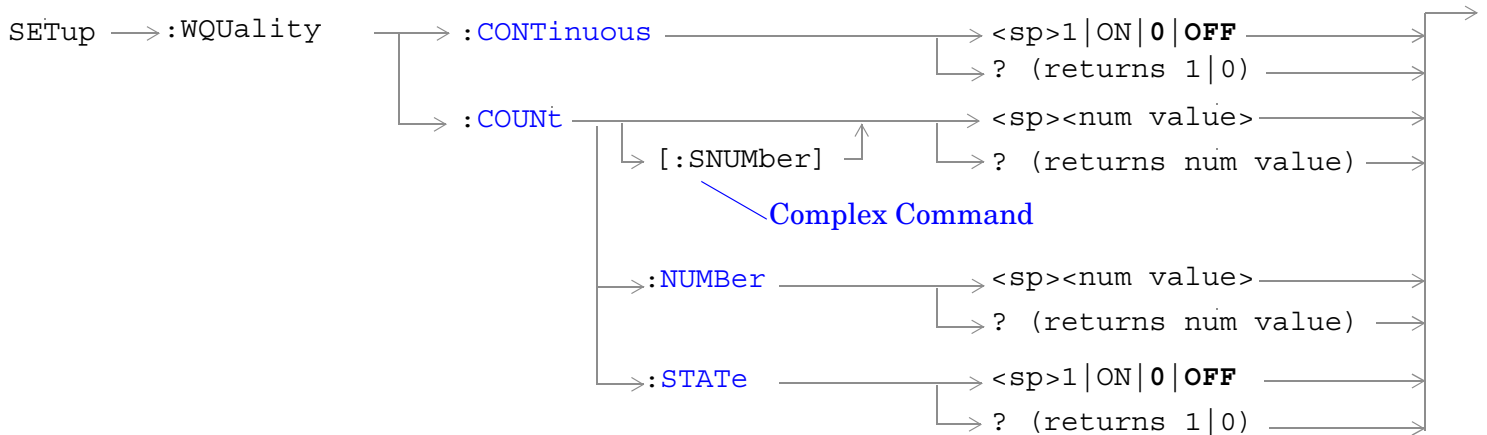 SETup :WQUality :CONTinuous <sp>1|ON|0|OFF
? (returns 1|0)
:COUNt <sp><num value>
[:SNUMber] ? (returns num value)
Complex Command
:NUMBer <sp><num value>
? (returns num value)
:STATe <sp>1|ON|0|OFF
? (returns 1|0)